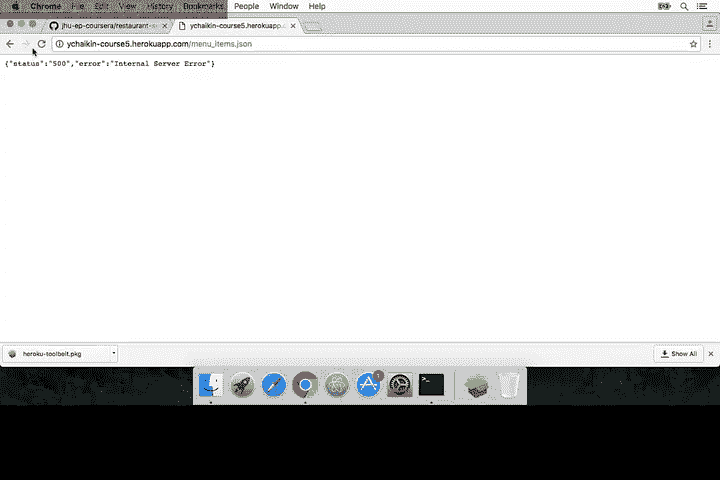 Chrome File Edit View History Bookmarks People Window Help
jhu-ep-coursera/restaurant-s ychaikin-course5.herokuapp.
ychaikin-course5.herokuapp.com/menu_items.json
{"status":"500","error":"Internal Server Error"}
heroku-toolbelt.pkg Show All
1
>_